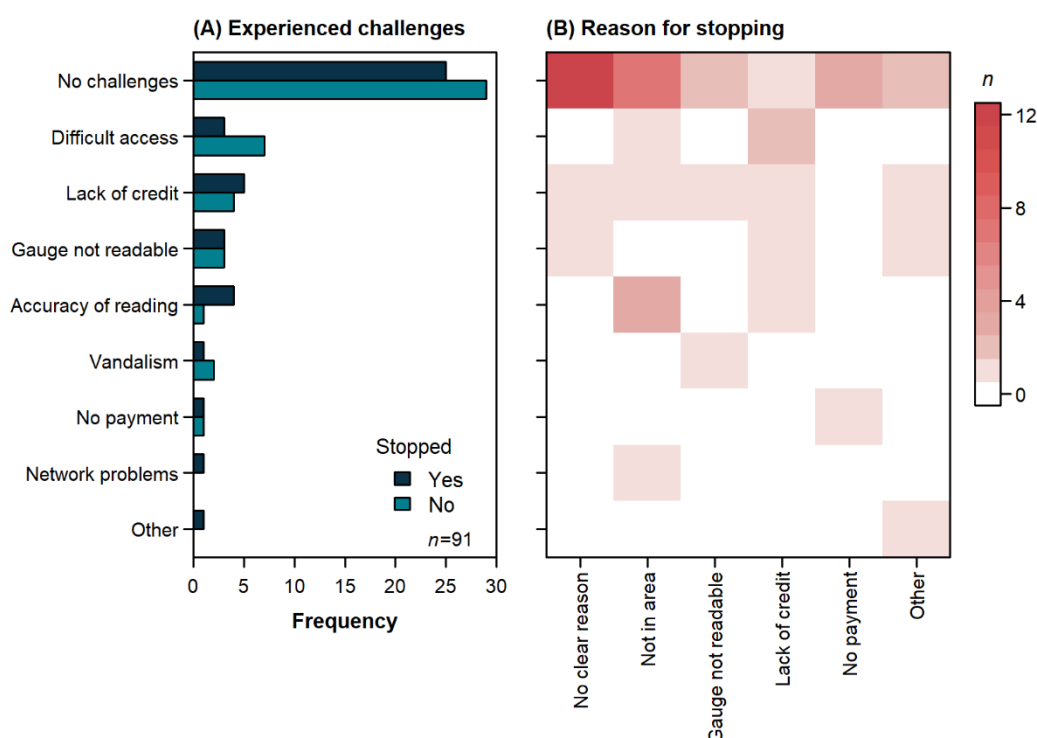 (A) Experienced challenges
No challenges
Difficult access
Lack of credit
Gauge not readable
Accuracy of reading
Vandalism
No payment
Network problems
Other
Stopped
Yes
No
n=91
0 5 10 15 20 25 30
Frequency
(B) Reason for stopping
No clear reason
Not in area
Gauge not readable
Lack of credit
No payment
Other
n
12
8
4
0